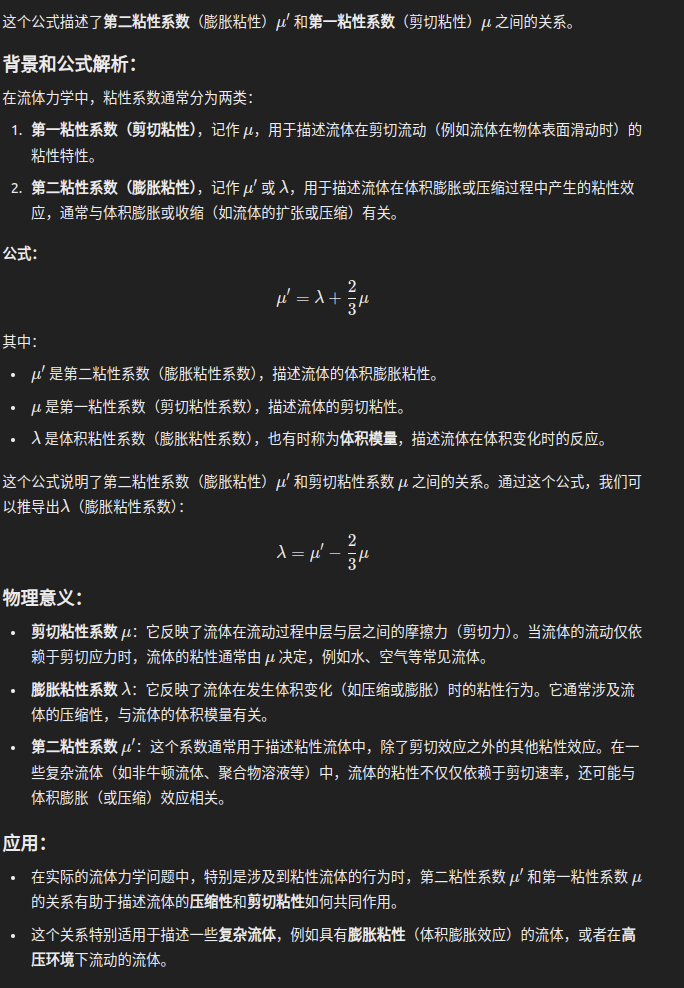 这个公式描述了第二粘性系数（膨胀粘性）μ′ 和第一粘性系数（剪切粘性）μ 之间的关系。
背景和公式解析：
在流体力学中，粘性系数通常分为两类：
1. 第一粘性系数（剪切粘性），记作 μ，用于描述流体在剪切流动（例如流体在物体表面滑动时）的
粘性特性。
2. 第二粘性系数（膨胀粘性），记作 μ′ 或 λ，用于描述流体在体积膨胀或压缩过程中产生的粘性效
应，通常与体积膨胀或收缩（如流体的扩张或压缩）有关。
公式：
μ′ = λ + 2/3 μ
其中：
• μ′ 是第二粘性系数（膨胀粘性系数），描述流体的体积膨胀粘性。
• μ 是第一粘性系数（剪切粘性系数），描述流体的剪切粘性。
• λ 是体积粘性系数（膨胀粘性系数），也有时称为体积模量，描述流体在体积变化时的反应。
这个公式说明了第二粘性系数（膨胀粘性）μ′ 和剪切粘性系数 μ 之间的关系。通过这个公式，我们可
以推导出λ（膨胀粘性系数）：
λ = μ′ − 2/3 μ
物理意义：
• 剪切粘性系数 μ：它反映了流体在流动过程中层与层之间的摩擦力（剪切力）。当流体的流动仅依
赖于剪切应力时，流体的粘性通常由 μ 决定，例如水、空气等常见流体。
• 膨胀粘性系数 λ：它反映了流体在发生体积变化（如压缩或膨胀）时的粘性行为。它通常涉及流
体的压缩性，与流体的体积模量有关。
• 第二粘性系数 μ′：这个系数通常用于描述粘性流体中，除了剪切效应之外的其他粘性效应。在一
些复杂流体（如非牛顿流体、聚合物溶液等）中，流体的粘性不仅仅依赖于剪切速率，还可能与
体积膨胀（或压缩）效应相关。
应用：
• 在实际的流体力学问题中，特别是涉及到粘性流体的行为时，第二粘性系数 μ′ 和第一粘性系数 μ
的关系有助于描述流体的压缩性和剪切粘性如何共同作用。
• 这个关系特别适用于描述一些复杂流体，例如具有膨胀粘性（体积膨胀效应）的流体，或者在高
压环境下流动的流体。